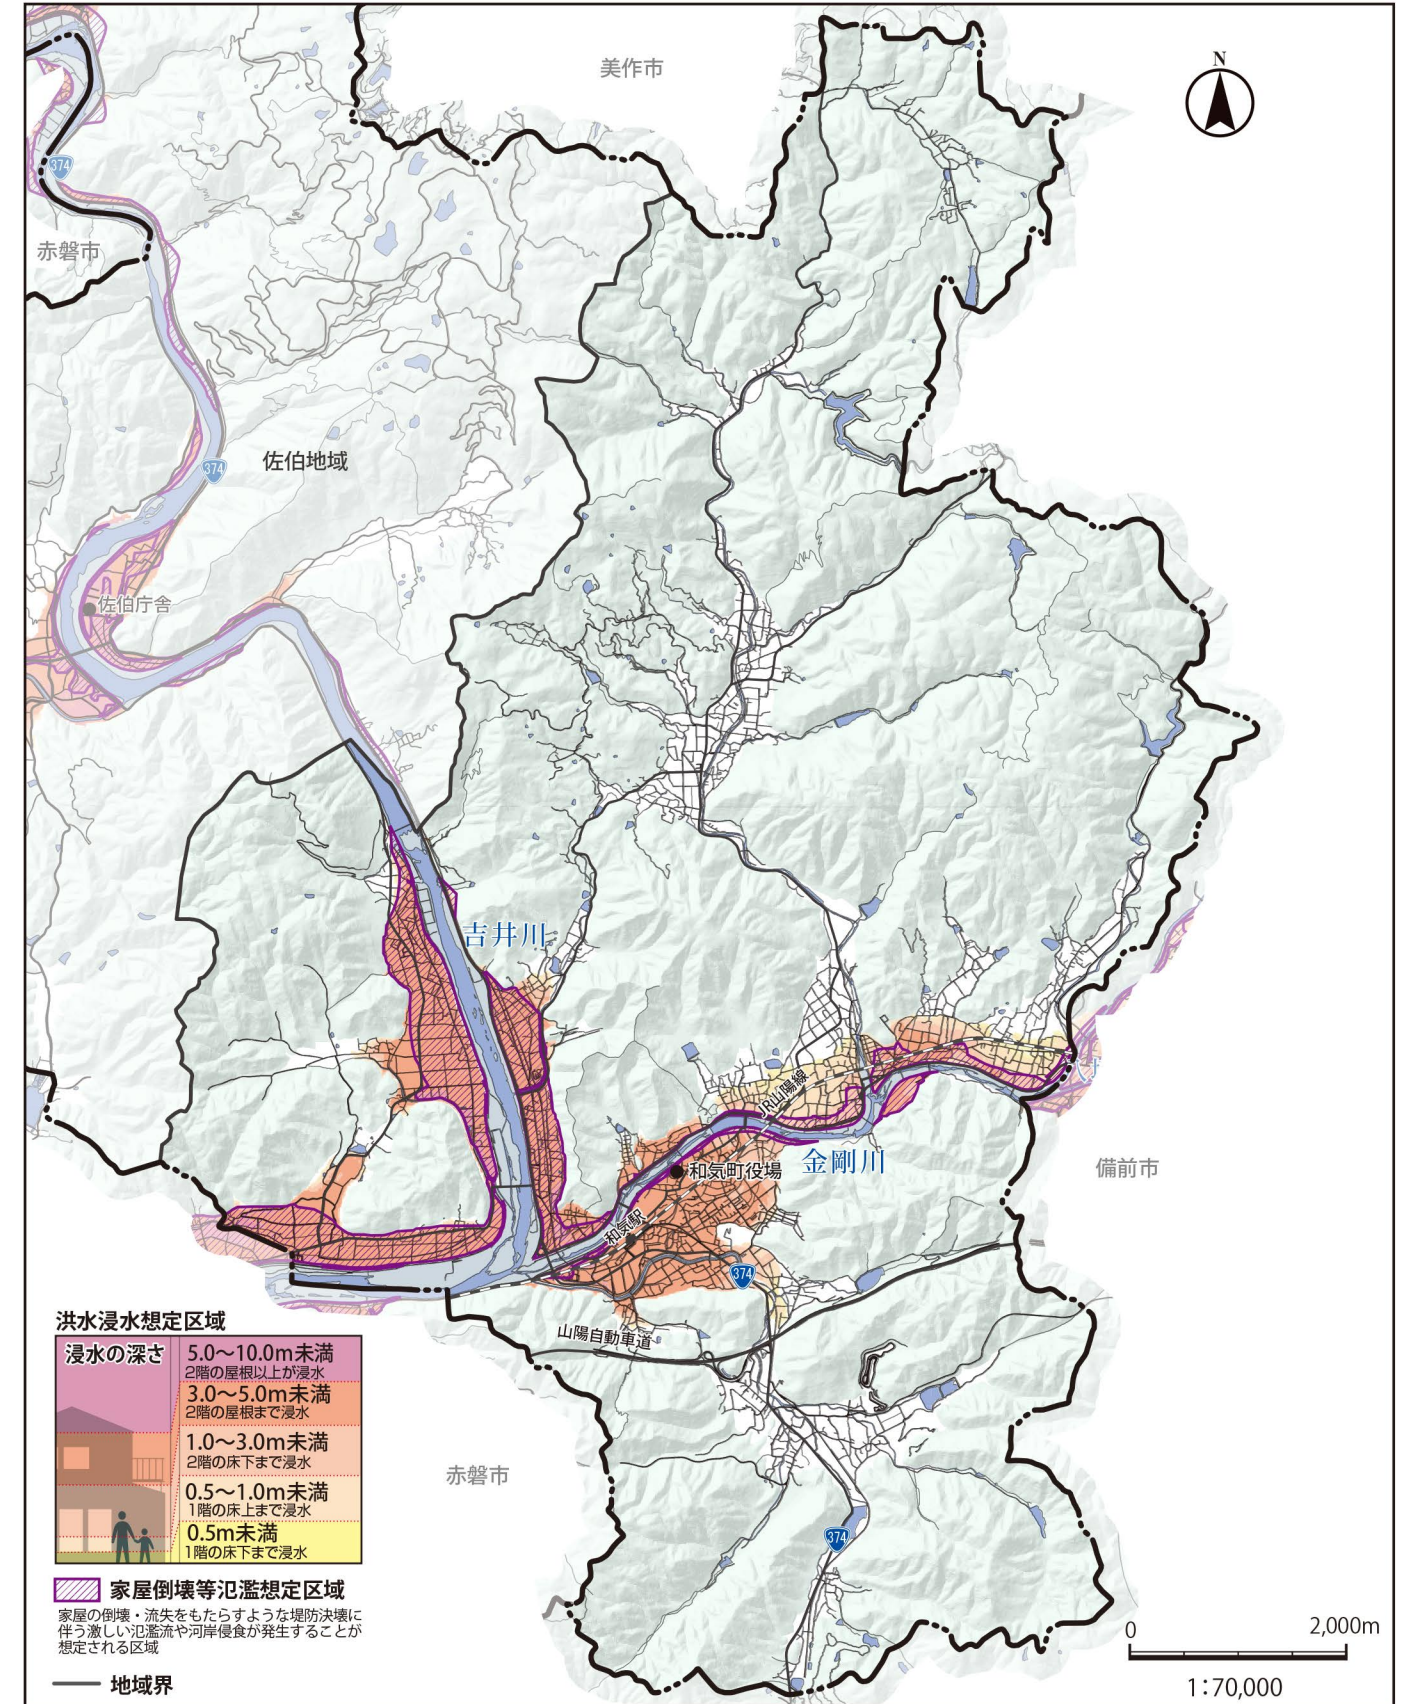 美作市
N
374
赤磐市
374
佐伯地域
佐伯庁舎
吉井川
JR山陽線
金剛川
和気町役場
備前市
和気駅
374
山陽自動車道
洪水浸水想定区域
浸水の深さ
5.0〜10.0m未満
2階の屋根以上が浸水
3.0〜5.0m未満
2階の屋根まで浸水
1.0〜3.0m未満
2階の床下まで浸水
0.5〜1.0m未満
1階の床上まで浸水
0.5m未満
1階の床下まで浸水
赤磐市
374
家屋倒壊等氾濫想定区域
家屋の倒壊・流失をもたらすような堤防決壊に
伴う激しい氾濫流や河岸侵食が発生することが
想定される区域
地域界
0 2,000m
1:70,000